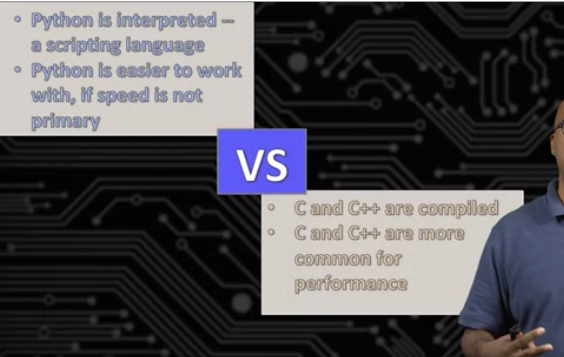 • Python is interpreted –
a scripting language
• Python is easier to work
with, if speed is not
primary
VS
• C and C++ are compiled
• C and C++ are more
common for
performance